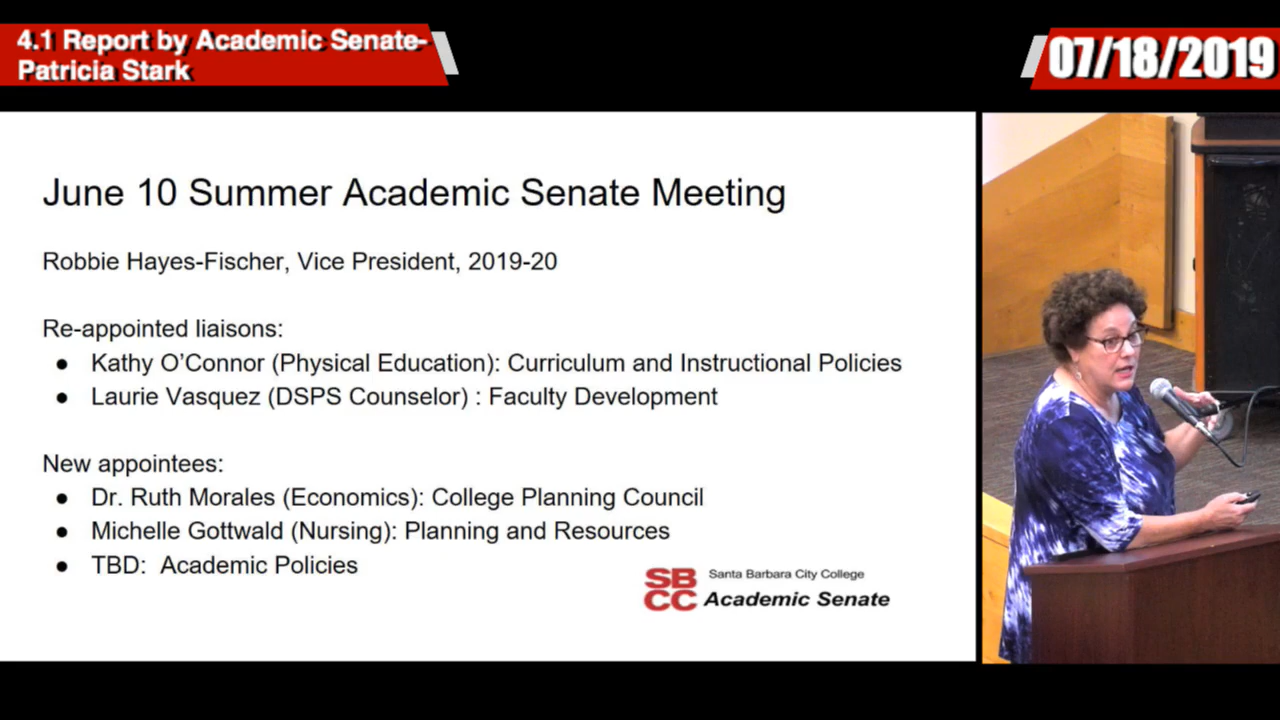 4.1 Report by Academic Senate-
Patricia Stark
07/18/2019
June 10 Summer Academic Senate Meeting
Robbie Hayes-Fischer, Vice President, 2019-20
Re-appointed liaisons:
● Kathy O’Connor (Physical Education): Curriculum and Instructional Policies
● Laurie Vasquez (DSPS Counselor) : Faculty Development
New appointees:
● Dr. Ruth Morales (Economics): College Planning Council
● Michelle Gottwald (Nursing): Planning and Resources
● TBD: Academic Policies
SB
CC
Santa Barbara City College
Academic Senate